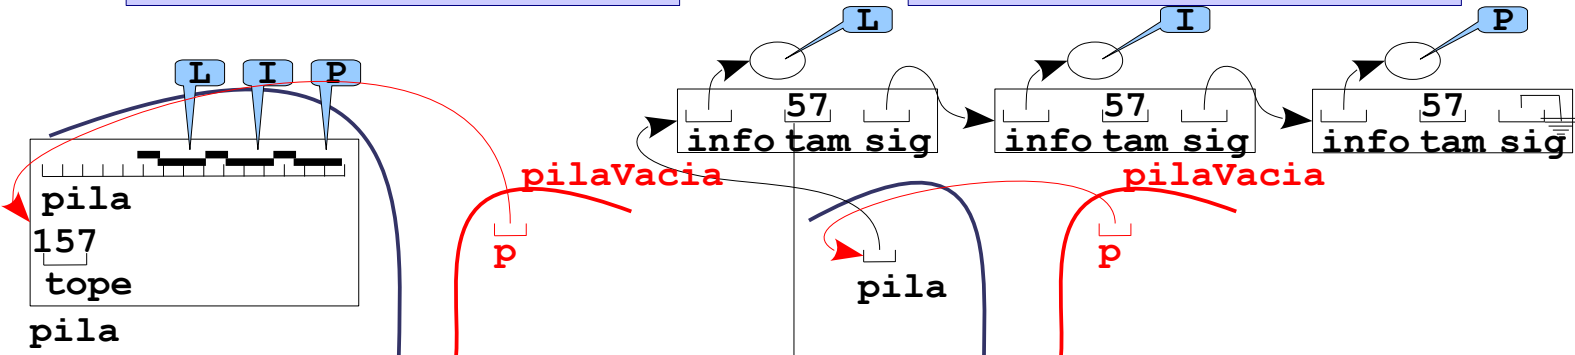 L I P
pila
157
tope
pila
pilaVacia
p
L I P
57 57 57
info tam sig info tam sig info tam sig
pilaVacia
p
pila